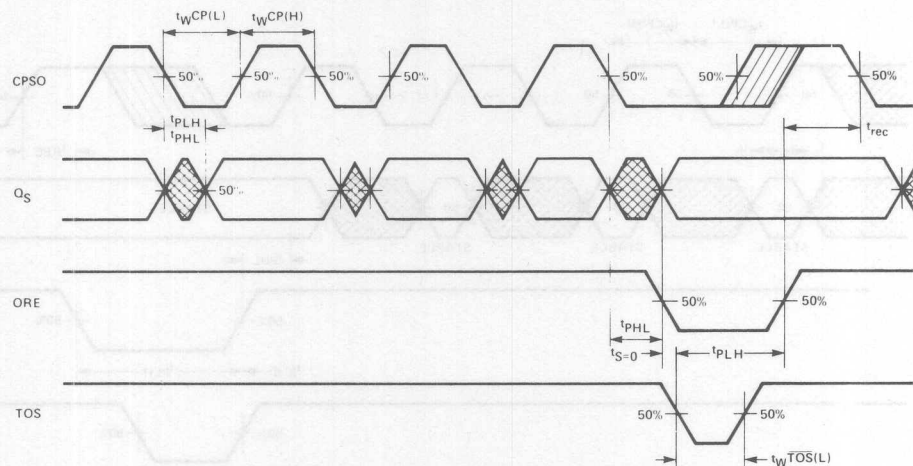 tWCP(L) tWCP(H)
CPSO 50% 50% 50% 50% 50% 50% 50%
tPLH
tPHL
trec
QS 50%
ORE 50% 50%
tPHL
tS=0 tPLH
TOS 50% 50%
tWTOS(L)